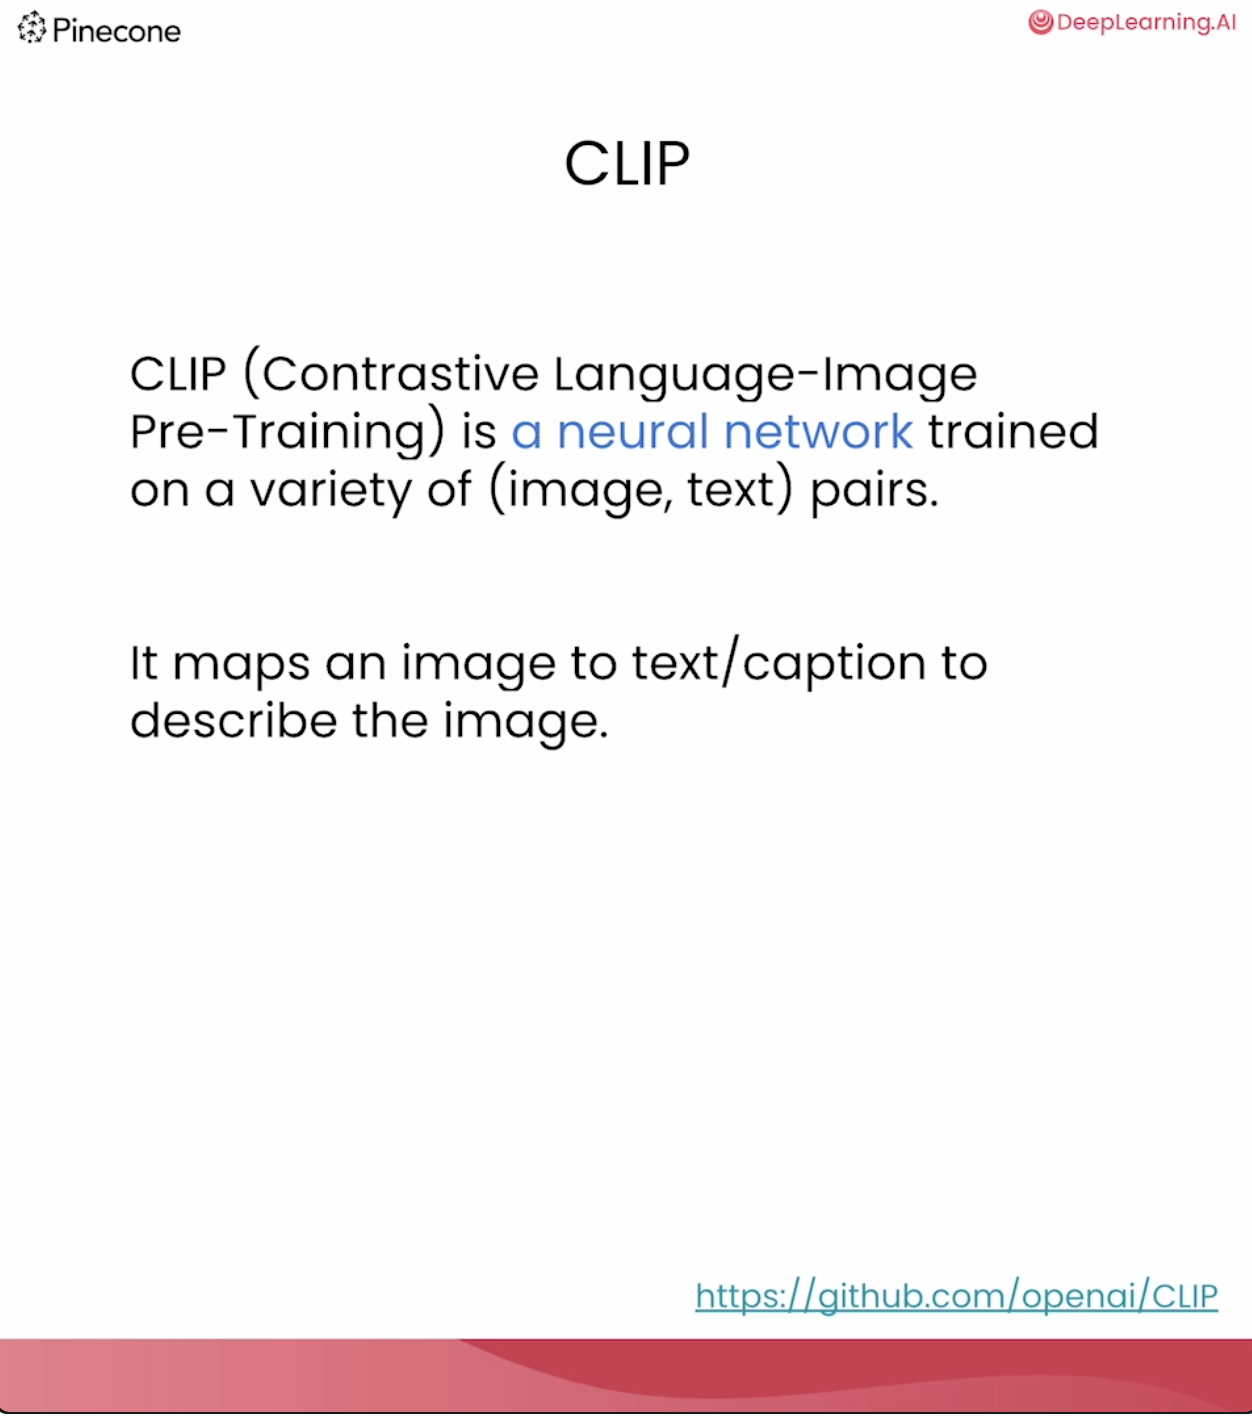 Pinecone
DeepLearning.AI
CLIP
CLIP (Contrastive Language-Image
Pre-Training) is a neural network trained
on a variety of (image, text) pairs.
It maps an image to text/caption to
describe the image.
https://github.com/openai/CLIP